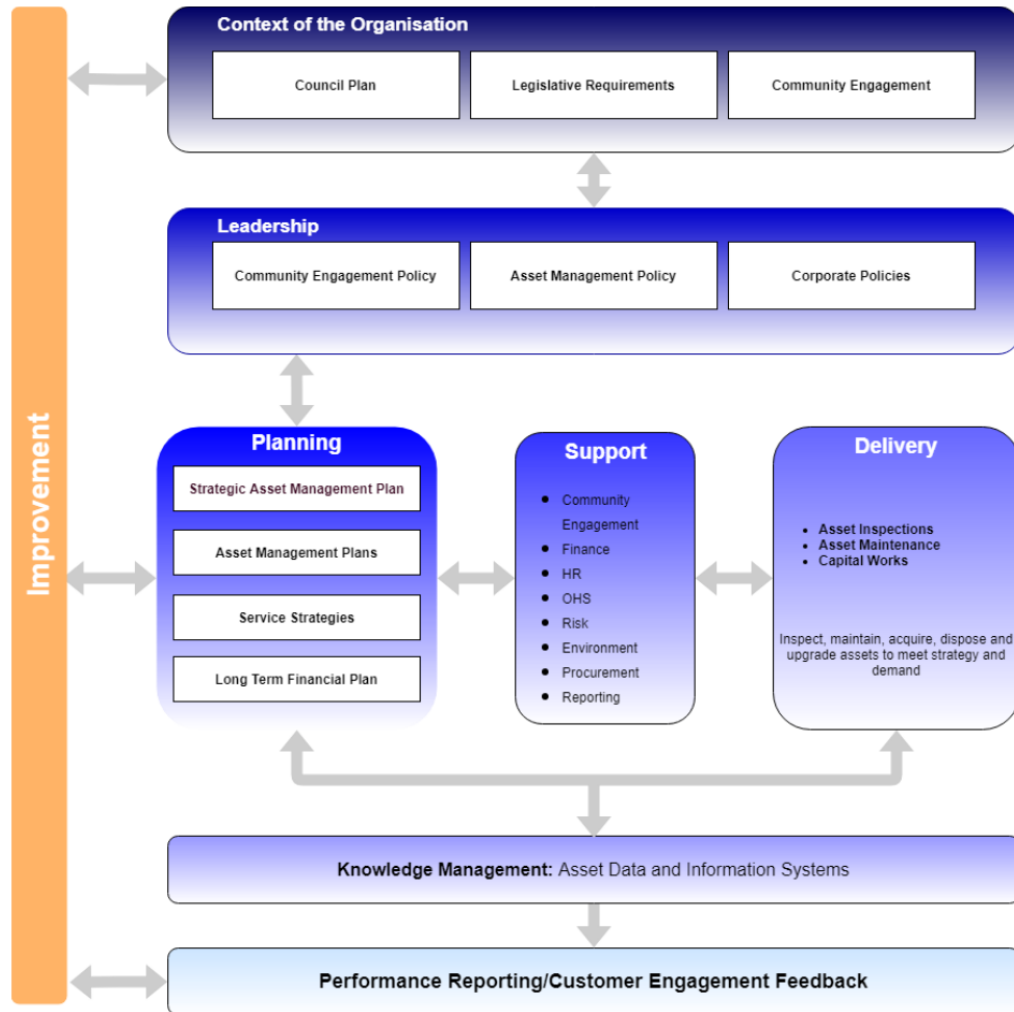 Improvement
Context of the Organisation
Council Plan
Legislative Requirements
Community Engagement
Leadership
Community Engagement Policy
Asset Management Policy
Corporate Policies
Planning
Strategic Asset Management Plan
Asset Management Plans
Service Strategies
Long Term Financial Plan
Support
Community
Engagement
Finance
HR
OHS
Risk
Environment
Procurement
Reporting
Delivery
Asset Inspections
Asset Maintenance
Capital Works
Inspect, maintain, acquire, dispose and
upgrade assets to meet strategy and
demand
Knowledge Management: Asset Data and Information Systems
Performance Reporting/Customer Engagement Feedback